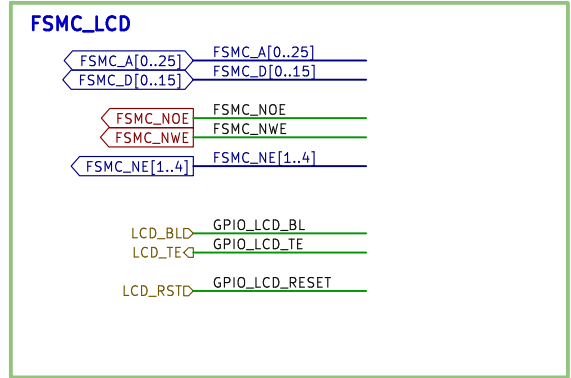 FSMC_LCD
FSMC_A[0..25] FSMC_A[0..25]
FSMC_D[0..15] FSMC_D[0..15]
FSMC_NOE FSMC_NOE
FSMC_NWE FSMC_NWE
FSMC_NE[1..4] FSMC_NE[1..4]
LCD_BL GPIO_LCD_BL
LCD_TE GPIO_LCD_TE
LCD_RST GPIO_LCD_RESET